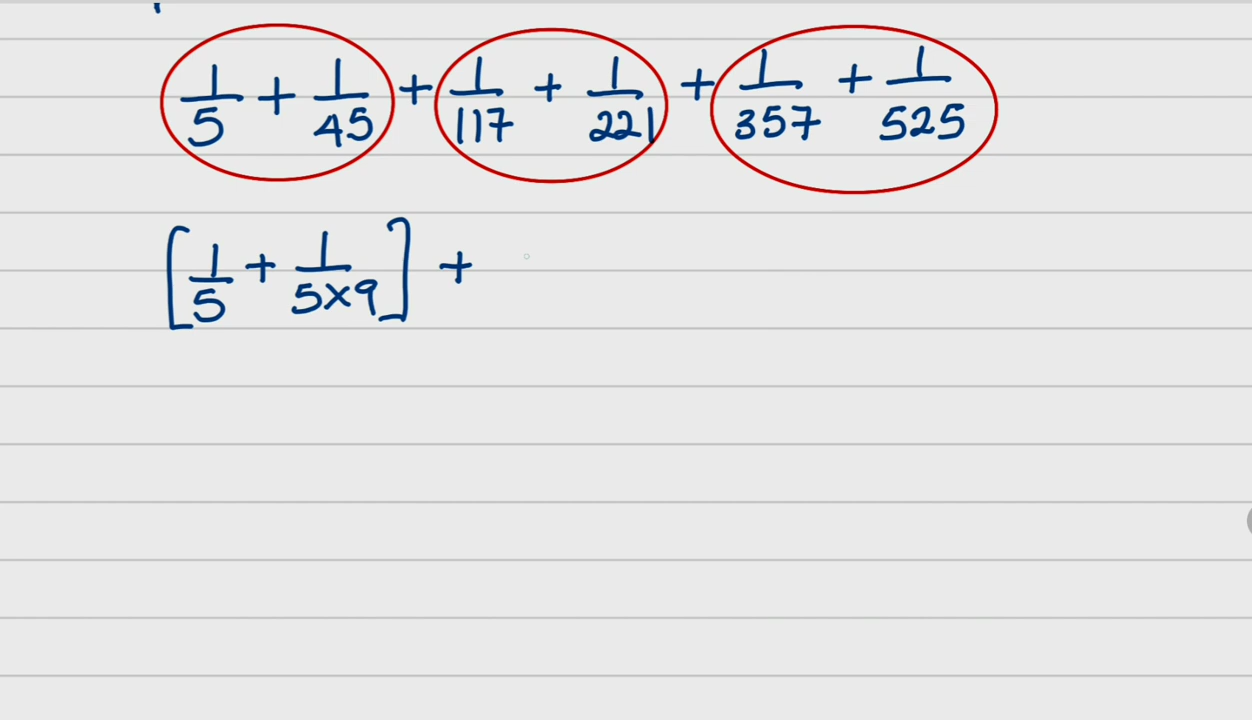 1/5 + 1/45 + 1/117 + 1/221 + 1/357 + 1/525
[1/5 + 1/5×9] +